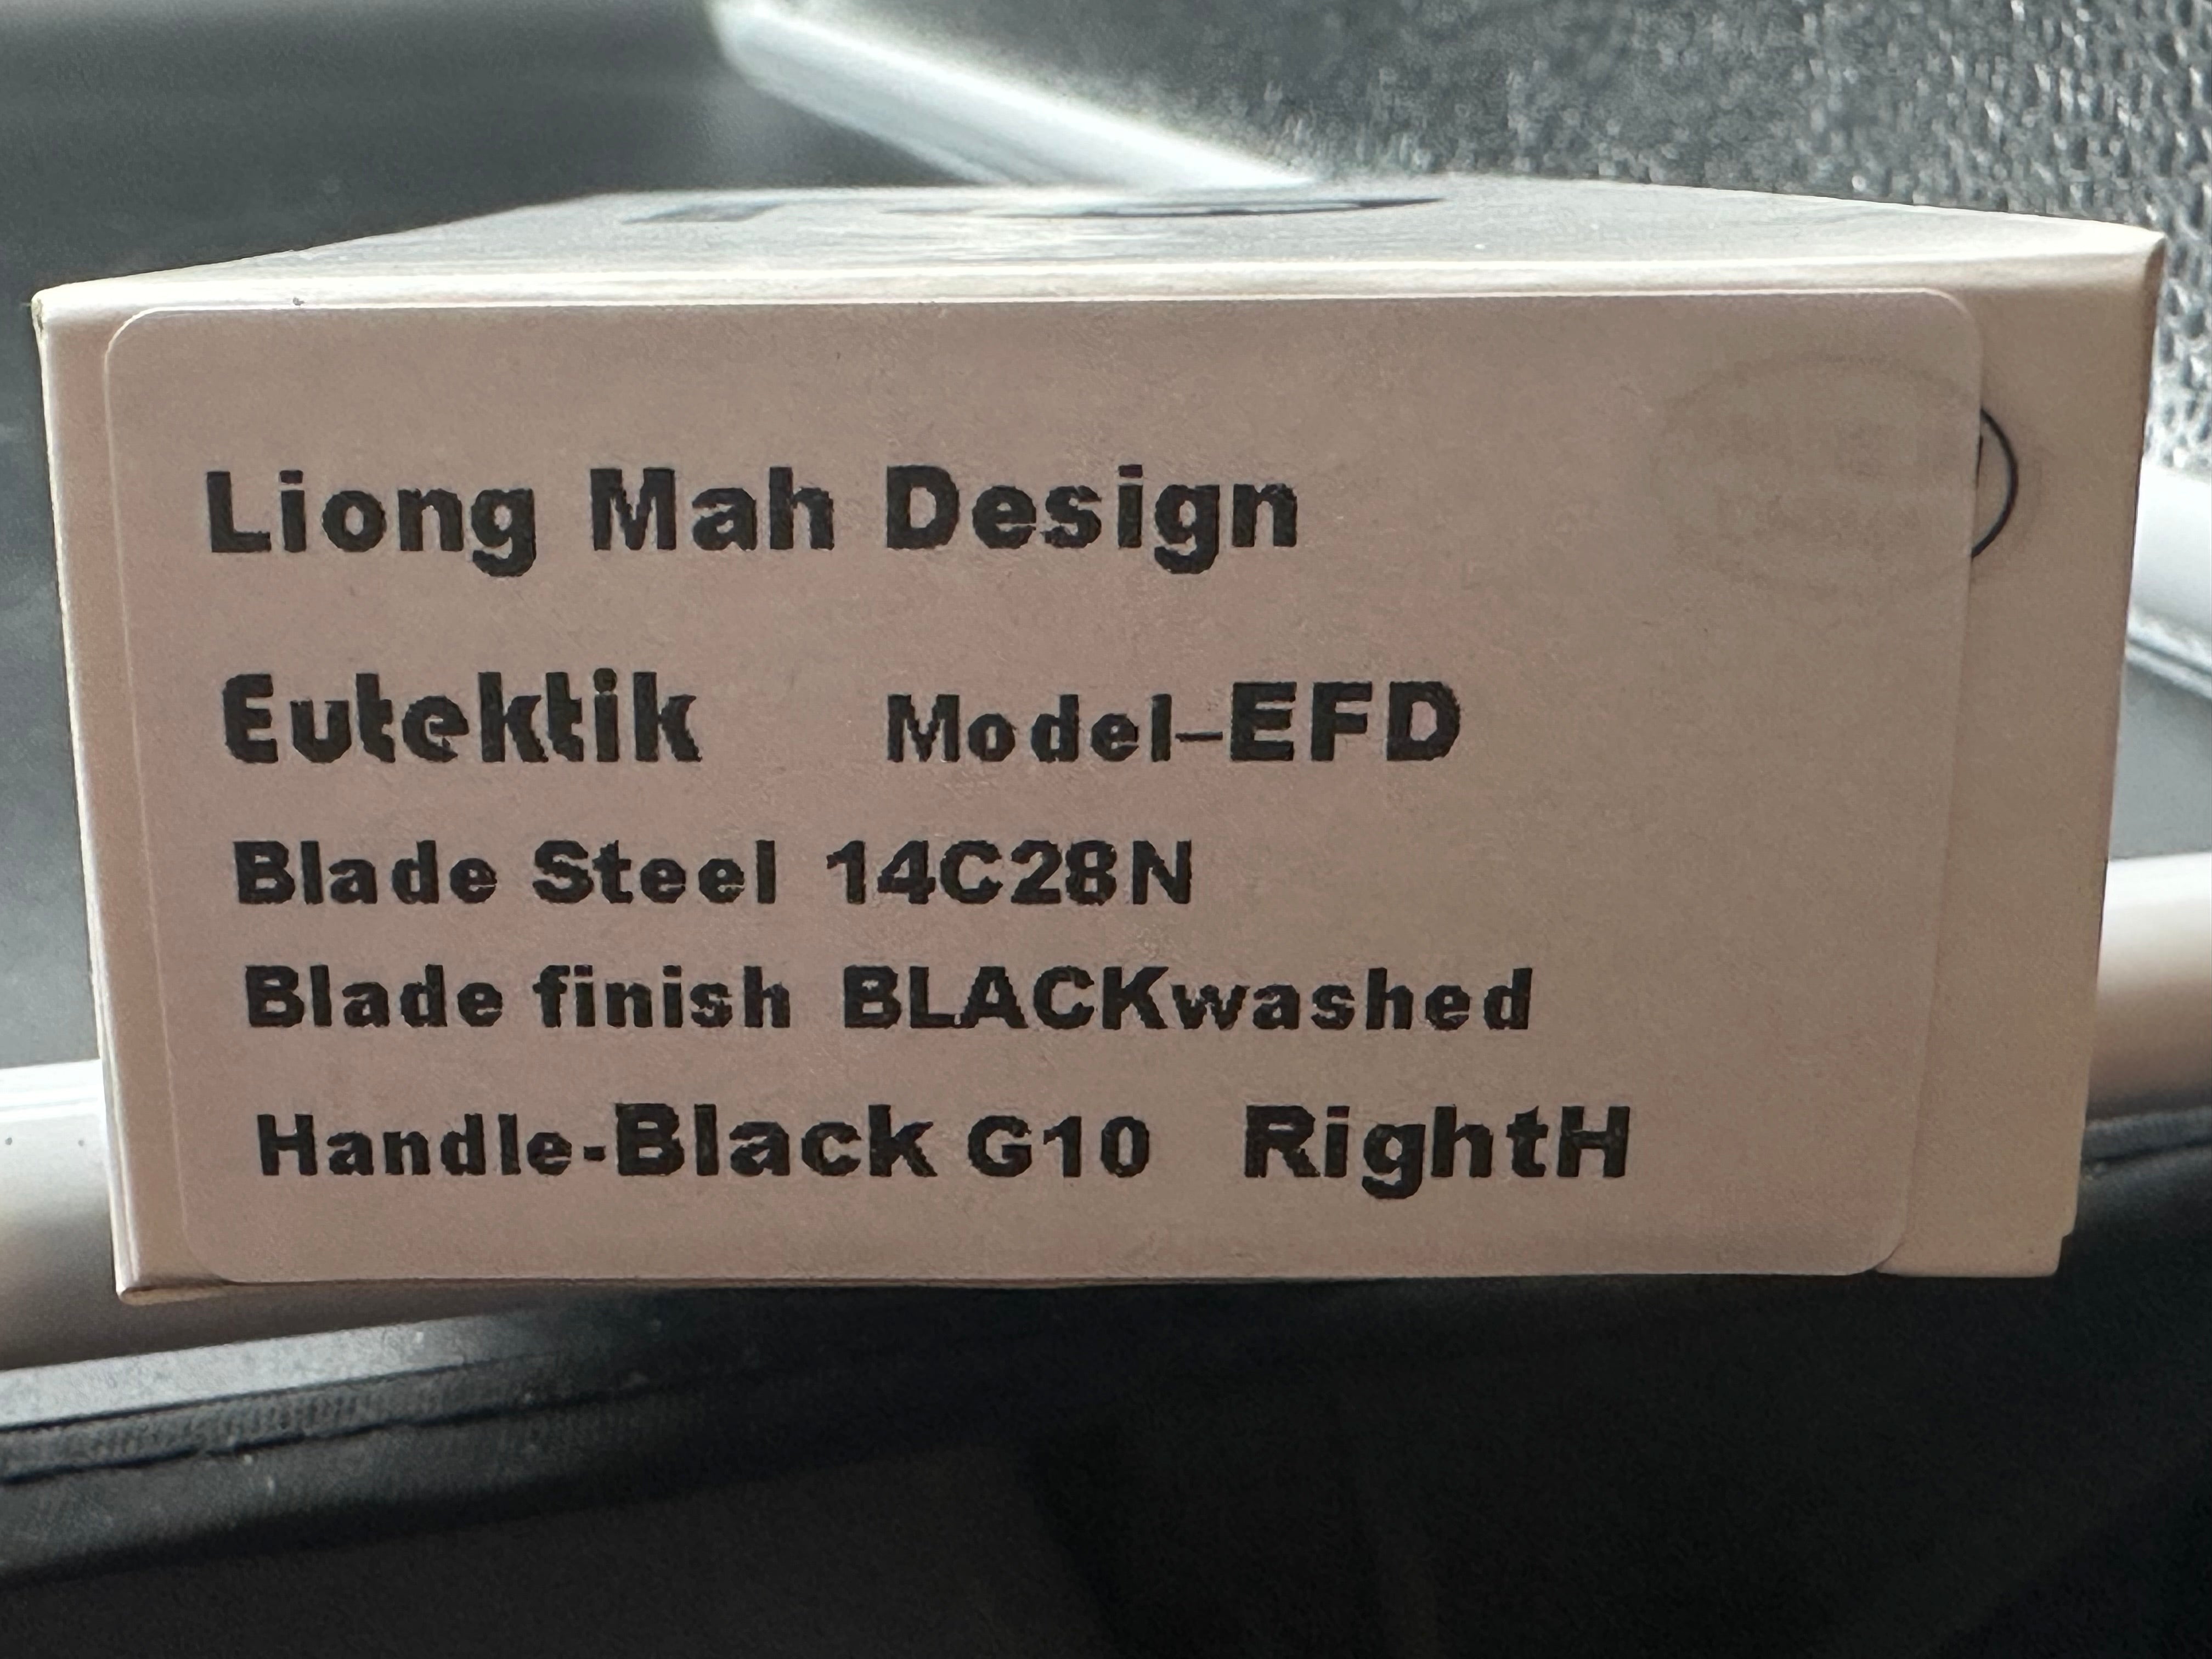 Liong Mah Design
Eutektik Model-EFD
Blade Steel 14C28N
Blade finish BLACKwashed
Handle-Black G10 RightH